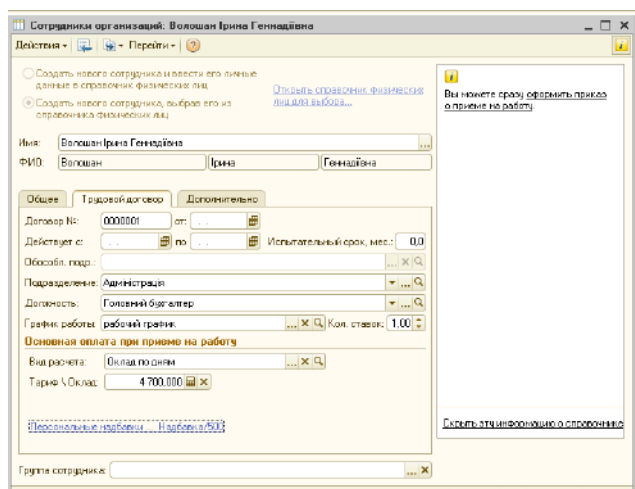 Сотрудники организаций: Волошан Ірина Геннадіївна
Действия Перейти
Создать нового сотрудника и ввести его личные
данные в справочник физических лиц
Создать нового сотрудника, выбрав его из
справочника физических лиц
Открыть справочник физических
лиц для выбора...
Вы можете сразу оформить приказ
о приеме на работу.
Имя: Волошан Ірина Геннадіївна ...
ФИО: Волошан Ірина Геннадіївна
Общее Трудовой договор Дополнительно
Договор №: 0000001 от: . .
Действует с: . . по . . Испытательный срок, мес.: 0,0
Обособл. подр.: ...
Подразделение: Адміністрація ...
Должность: Головний бухгалтер ...
График работы: рабочий график ... Кол. ставок: 1,00
Основная оплата при приеме на работу
Вид расчета: Оклад по дням ...
Тариф \ Оклад: 4 700.000
Персональные надбавки ... Надбавка/500
Скрыть эту информацию о справочнике
Группа сотрудника: ...